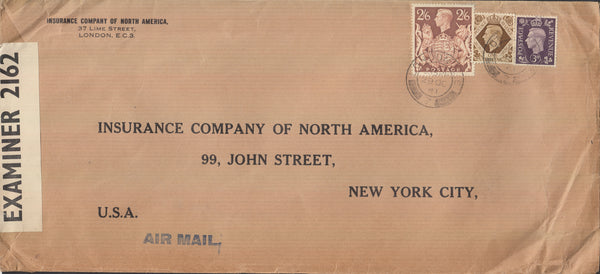 INSURANCE COMPANY OF NORTH AMERICA,
37 LIME STREET,
LONDON, E.C.3.
2/6 2/6
POSTAGE
POSTAGE REVENUE
3D
EXAMINER 2162
INSURANCE COMPANY OF NORTH AMERICA,
99, JOHN STREET,
NEW YORK CITY,
U.S.A.
AIR MAIL